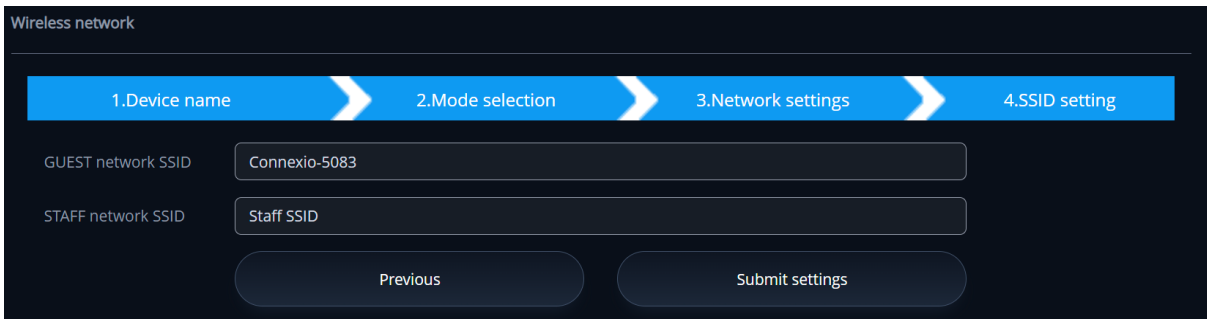 Wireless network
1.Device name 2.Mode selection 3.Network settings 4.SSID setting
GUEST network SSID Connexio-5083
STAFF network SSID Staff SSID
Previous Submit settings